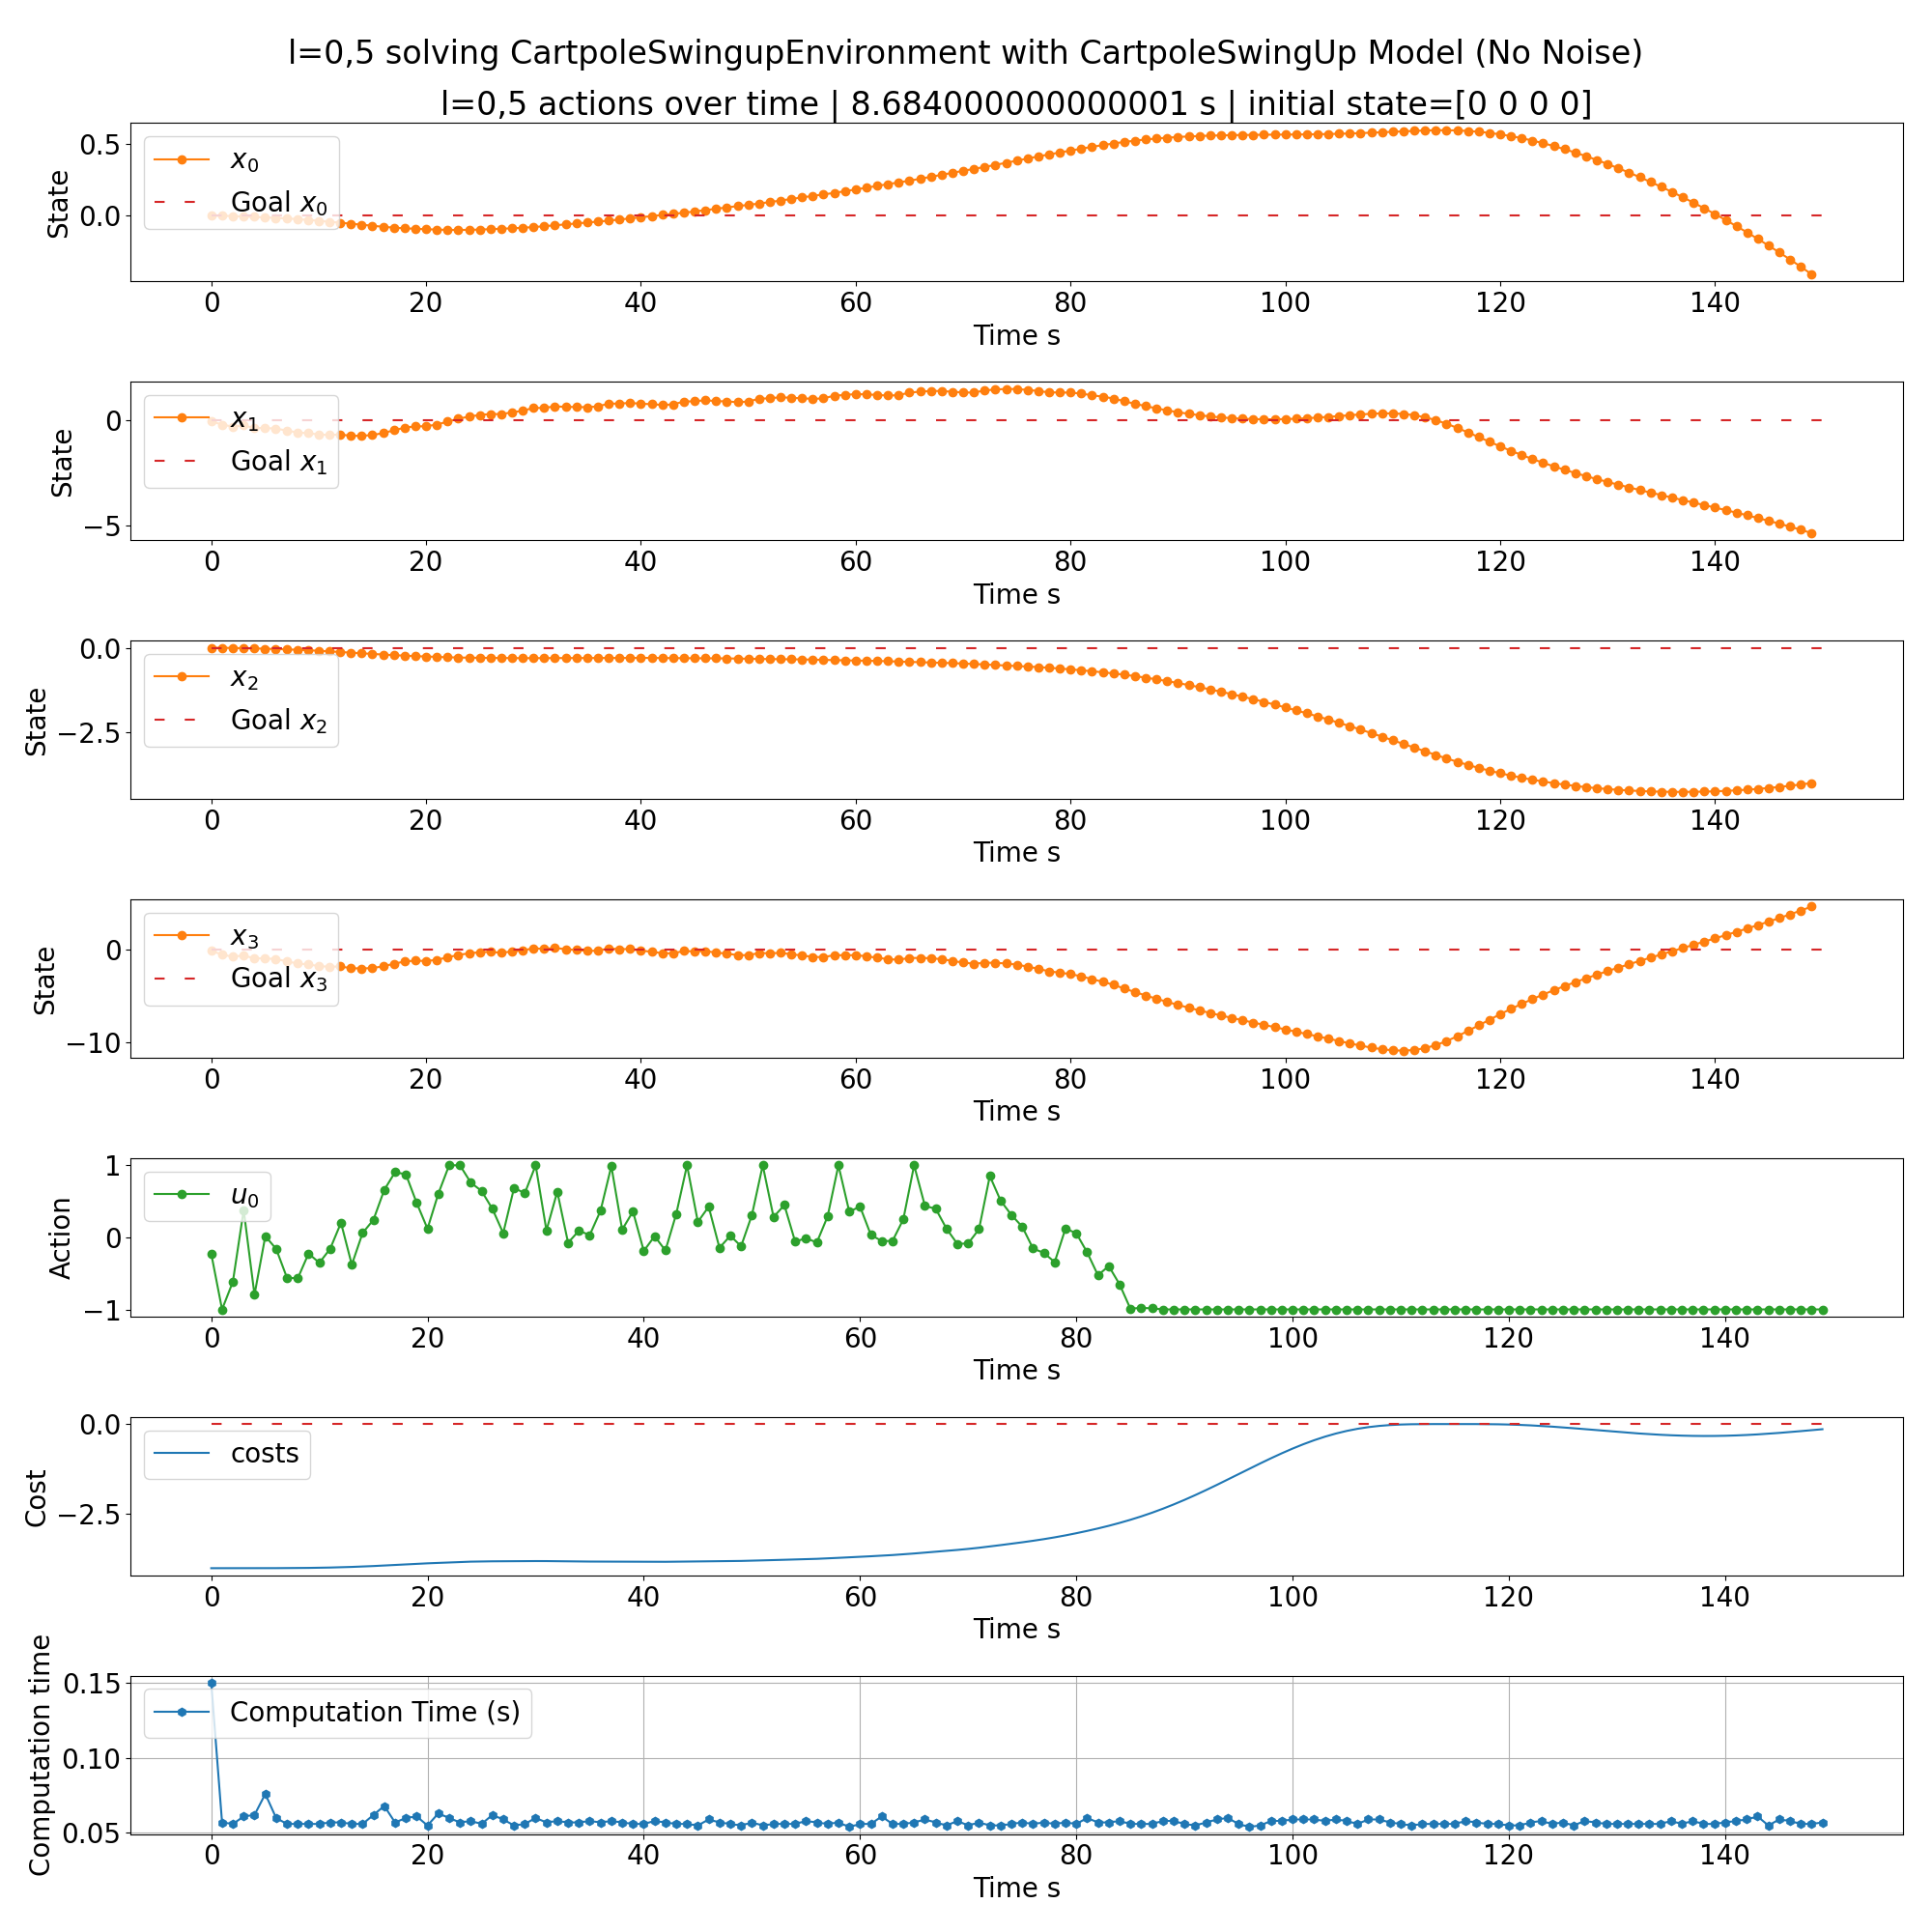 l=0,5 solving CartpoleSwingupEnvironment with CartpoleSwingUp Model (No Noise)
l=0,5 actions over time | 8.684000000000001 s | initial state=[0 0 0 0]
State
0.5
0.0
x₀
Goal x₀
0 20 40 60 80 100 120 140
Time s
State
0
−5
x₁
Goal x₁
0 20 40 60 80 100 120 140
Time s
State
0.0
−2.5
x₂
Goal x₂
0 20 40 60 80 100 120 140
Time s
State
0
−10
x₃
Goal x₃
0 20 40 60 80 100 120 140
Time s
Action
1
0
−1
u₀
0 20 40 60 80 100 120 140
Time s
Cost
0.0
−2.5
costs
0 20 40 60 80 100 120 140
Time s
Computation time
0.15
0.10
0.05
Computation Time (s)
0 20 40 60 80 100 120 140
Time s